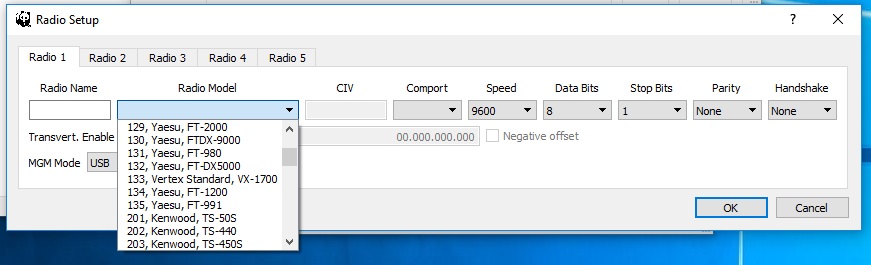 Radio Setup
?
Radio 1 Radio 2 Radio 3 Radio 4 Radio 5
Radio Name Radio Model CIV Comport Speed Data Bits Stop Bits Parity Handshake
9600 8 1 None None
129, Yaesu, FT-2000
Transvert. Enable 130, Yaesu, FTDX-9000 00.000.000.000 Negative offset
131, Yaesu, FT-980
MGM Mode USB 132, Yaesu, FT-DX5000
133, Vertex Standard, VX-1700
134, Yaesu, FT-1200
135, Yaesu, FT-991
201, Kenwood, TS-50S
202, Kenwood, TS-440
203, Kenwood, TS-450S
OK Cancel